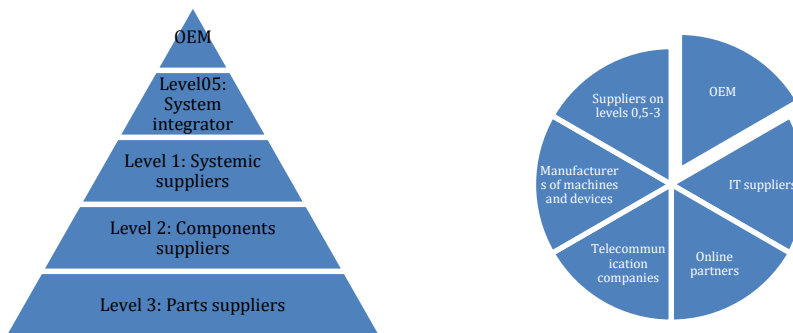 OEM
Level05:
System
integrator
Level 1: Systemic
suppliers
Level 2: Components
suppliers
Level 3: Parts suppliers
OEM
IT suppliers
Online
partners
Telecommun
ication
companies
Manufacturer
s of machines
and devices
Suppliers on
levels 0,5-3